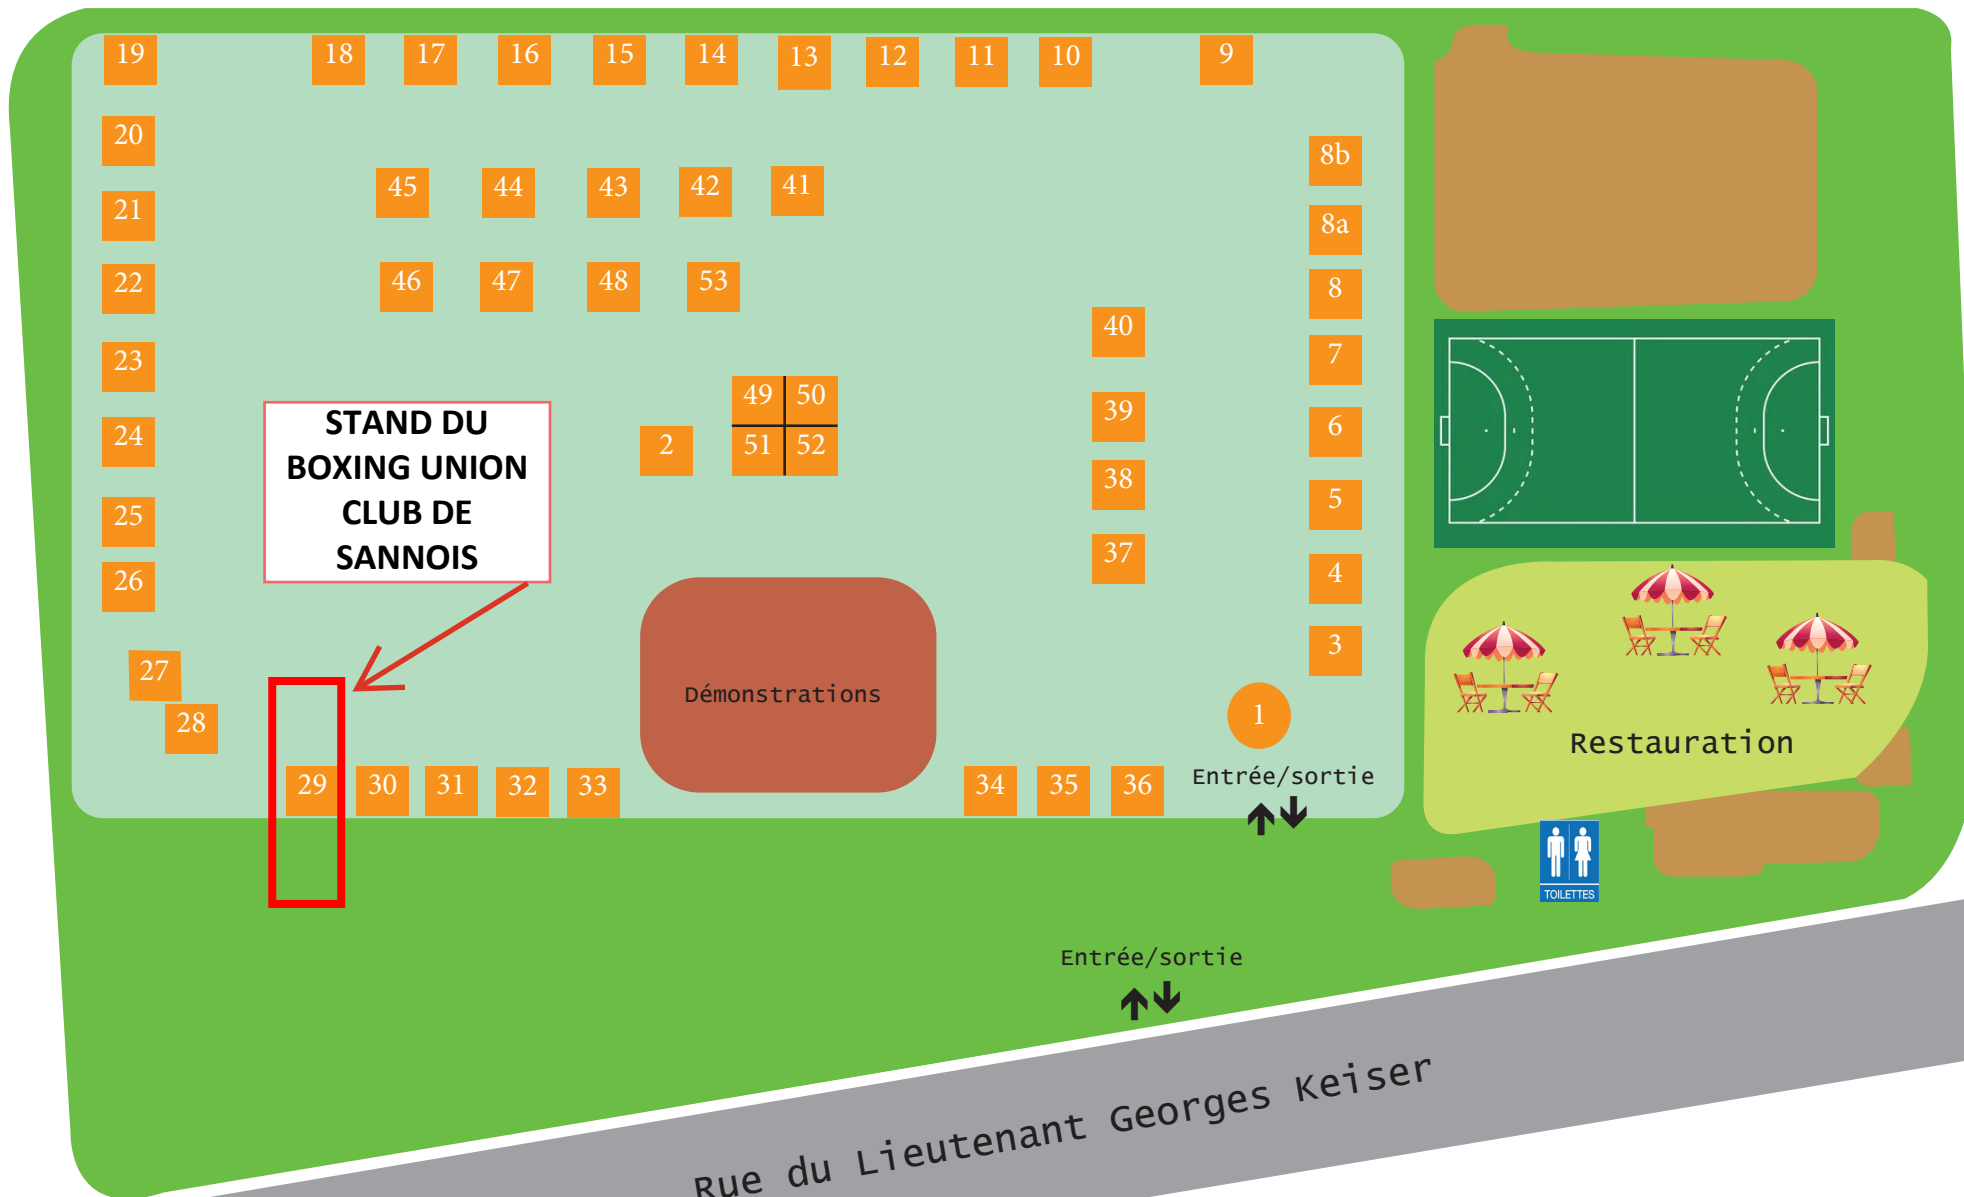 19 18 17 16 15 14 13 12 11 10 9
20
8b
45 44 43 42 41
21
8a
22 46 47 48 53 8
40
23
7
49 50
24
39
6
STAND DU
BOXING UNION
CLUB DE
SANNOIS
2 51 52
38
25
5
37
26
4
27
3
28
Démonstrations
1
Restauration
29 30 31 32 33 34 35 36
Entrée/sortie
TOILETTES
Entrée/sortie
Rue du Lieutenant Georges Keiser